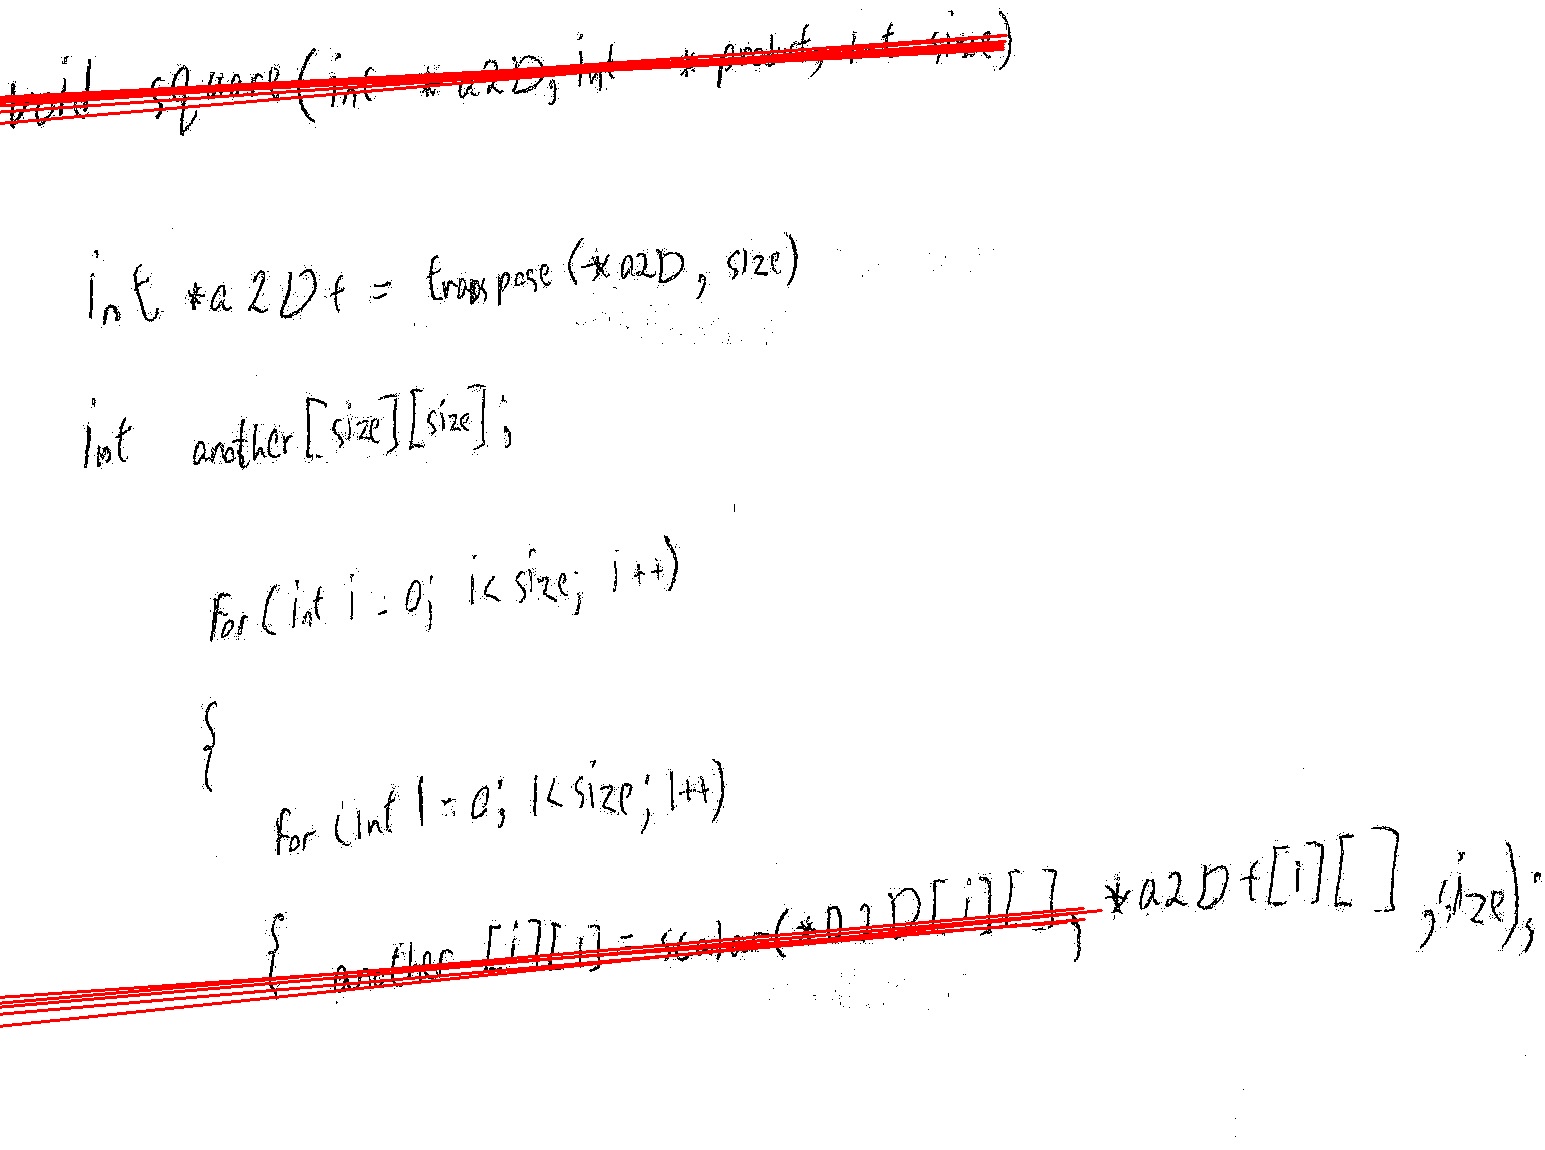 void square(int *a2D, int *product, int size)
int *a2Dt = transpose(*a2D, size)
int another[size][size];
for(int i=0; i<size; i++)
{
for(int l=0; l<size; l++)
{ another[i][l] = scalar(*a2D[i][], *a2Dt[i][], size);